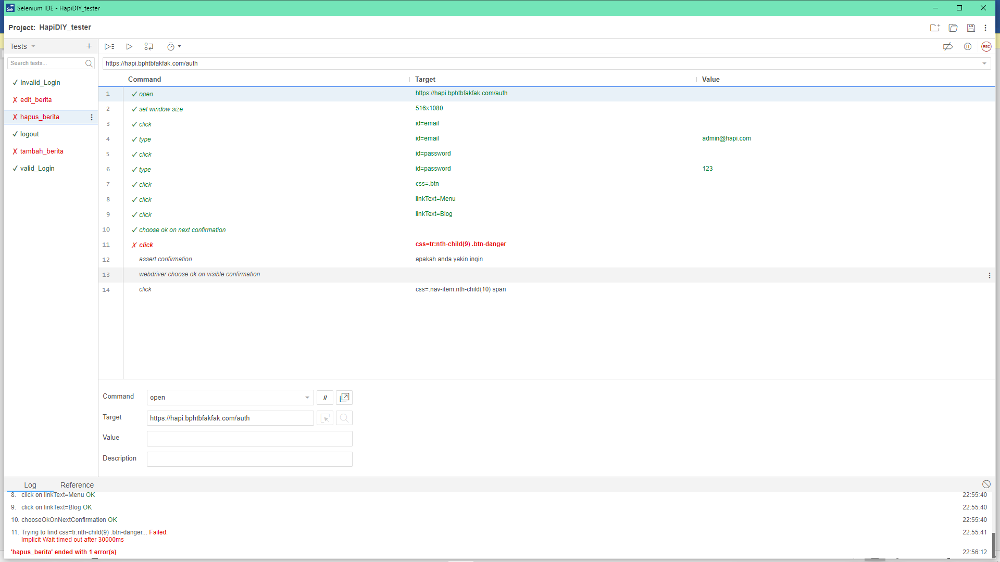 Selenium IDE - HapiDIY_tester
Project: HapiDIY_tester
Tests
Search tests...
✓ Invalid_Login
✗ edit_berita
✗ hapus_berita
✓ logout
✗ tambah_berita
✓ valid_Login
REC
https://hapi.bphtbfakfak.com/auth
Command Target Value
1 ✓ open https://hapi.bphtbfakfak.com/auth
2 ✓ set window size 516x1080
3 ✓ click id=email
4 ✓ type id=email admin@hapi.com
5 ✓ click id=password
6 ✓ type id=password 123
7 ✓ click css=.btn
8 ✓ click linkText=Menu
9 ✓ click linkText=Blog
10 ✓ choose ok on next confirmation
11 ✗ click css=tr:nth-child(9) .btn-danger
12 assert confirmation apakah anda yakin ingin
13 webdriver choose ok on visible confirmation
14 click css=.nav-item:nth-child(10) span
Command open //
Target https://hapi.bphtbfakfak.com/auth
Value
Description
Log Reference
8. click on linkText=Menu OK 22:55:40
9. click on linkText=Blog OK 22:55:40
10. chooseOkOnNextConfirmation OK 22:55:40
11. Trying to find css=tr:nth-child(9) .btn-danger... Failed: 22:55:41
Implicit Wait timed out after 30000ms
'hapus_berita' ended with 1 error(s) 22:56:12